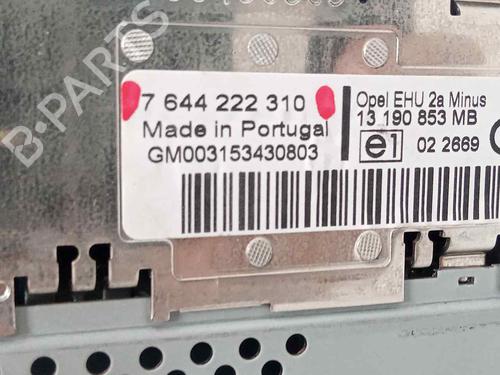 B-PARTS
7 644 222 310
Made in Portugal
GM003153430803
Opel EHU 2a Minus
13 190 853 MB
e1 02 2669
B-PARTS